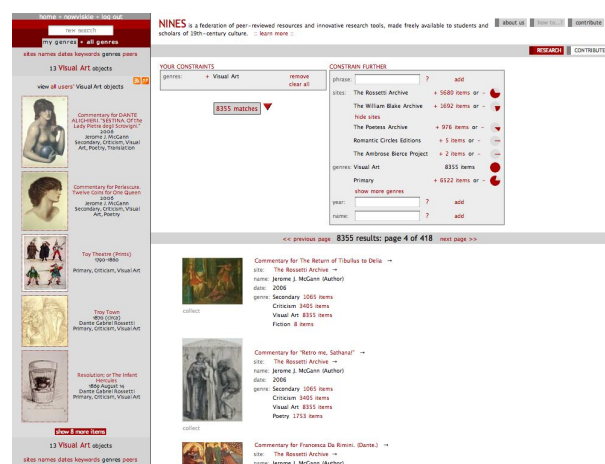 home • nowviskie • log out
new search
my genres • all genres
sites names dates keywords genres peers
13 Visual Art objects
view all users' Visual Art objects
Commentary for DANTE
ALIGHIERI. "SESTINA. Of the
Lady Pietra degli Scrovigni."
2006
Jerome J. McGann
Secondary, Criticism, Visual
Art, Poetry, Translation
Commentary for Perlascura.
Twelve Coins for One Queen
2006
Jerome J. McGann
Secondary, Criticism, Visual
Art, Poetry
Toy Theatre (Prints)
1790-1860
Primary, Criticism, Visual Art
Troy Town
1870 (circa)
Dante Gabriel Rossetti
Primary, Criticism, Visual Art
Revolution; or The Infant
Hercules
1869 August 14
Dante Gabriel Rossetti
Primary, Criticism, Visual Art
show 8 more items
13 Visual Art objects
sites names dates keywords genres peers
NINES is a federation of peer-reviewed resources and innovative research tools, made freely available to students and
scholars of 19th-century culture. :: learn more ::
about us
how to...?
contribute
RESEARCH
CONTRIBUTE
YOUR CONSTRAINTS
genres: + Visual Art remove
clear all
8355 matches
CONSTRAIN FURTHER
phrase: ? add
sites: The Rossetti Archive + 5680 items or -
The William Blake Archive + 1692 items or -
hide sites
The Poetess Archive + 976 items or -
Romantic Circles Editions + 5 items or -
The Ambrose Bierce Project + 2 items or -
genres: Visual Art 8355 items
Primary + 6522 items or -
show more genres
year: ? add
name: ? add
<< previous page 8355 results: page 4 of 418 next page >>
Commentary for The Return of Tibullus to Delia →
site: The Rossetti Archive →
name: Jerome J. McGann (Author)
date: 2006
genre: Secondary 1065 items
Criticism 3405 items
Visual Art 8355 items
Fiction 8 items
collect
Commentary for "Retro me, Sathana!" →
site: The Rossetti Archive →
name: Jerome J. McGann (Author)
date: 2006
genre: Secondary 1065 items
Criticism 3405 items
Visual Art 8355 items
Poetry 1753 items
collect
Commentary for Francesca Da Rimini. (Dante.) →
site: The Rossetti Archive →
name: Jerome J. McGann (Author)